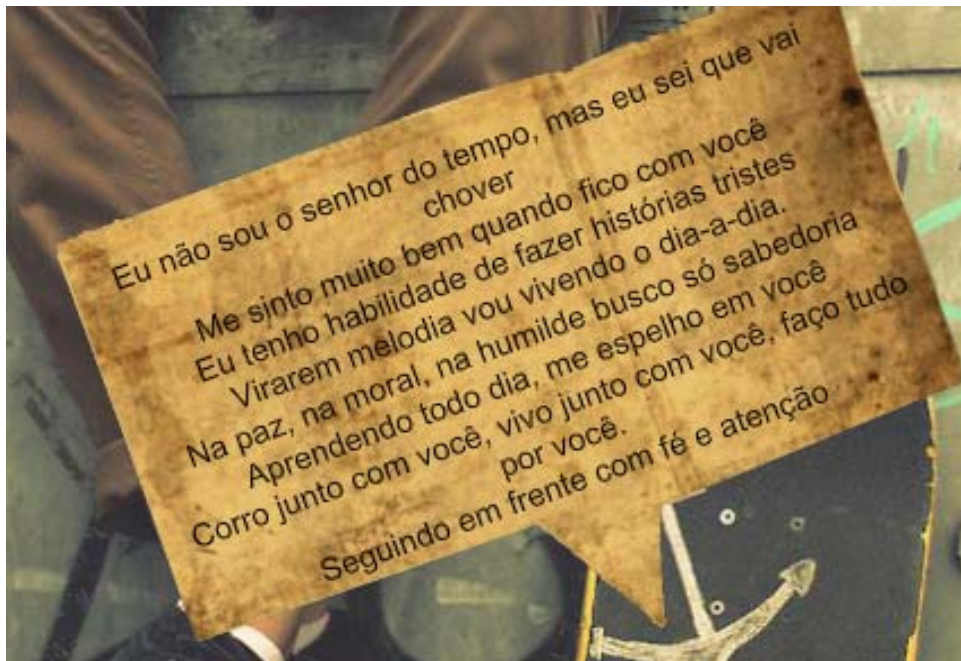 Eu não sou o senhor do tempo, mas eu sei que vai
chover
Me sinto muito bem quando fico com você
Eu tenho habilidade de fazer histórias tristes
Virarem melodia vou vivendo o dia-a-dia.
Na paz, na moral, na humilde busco só sabedoria
Aprendendo todo dia, me espelho em você
Corro junto com você, vivo junto com você, faço tudo
por você.
Seguindo em frente com fé e atenção